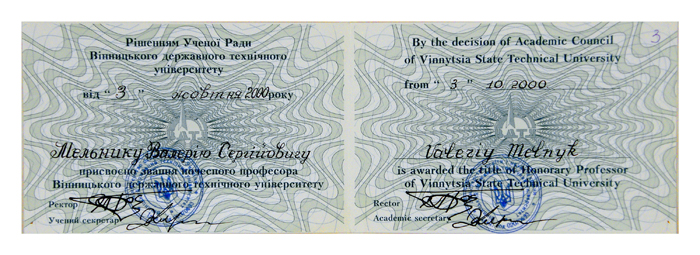 Рішенням Ученої Ради
Вінницького державного технічного
університету
від " 3 " жовтня 2000 року
Мельнику Валерію Сергійовичу
присвоєно звання почесного професора
Вінницького державного технічного університету
Ректор
Учений секретар
3
By the decision of Academic Council
of Vinnytsia State Technical University
from " 3 " 10.2000
Valeriy Melnyk
is awarded the title of Honorary Professor
of Vinnytsia State Technical University
Rector
Academic secretary